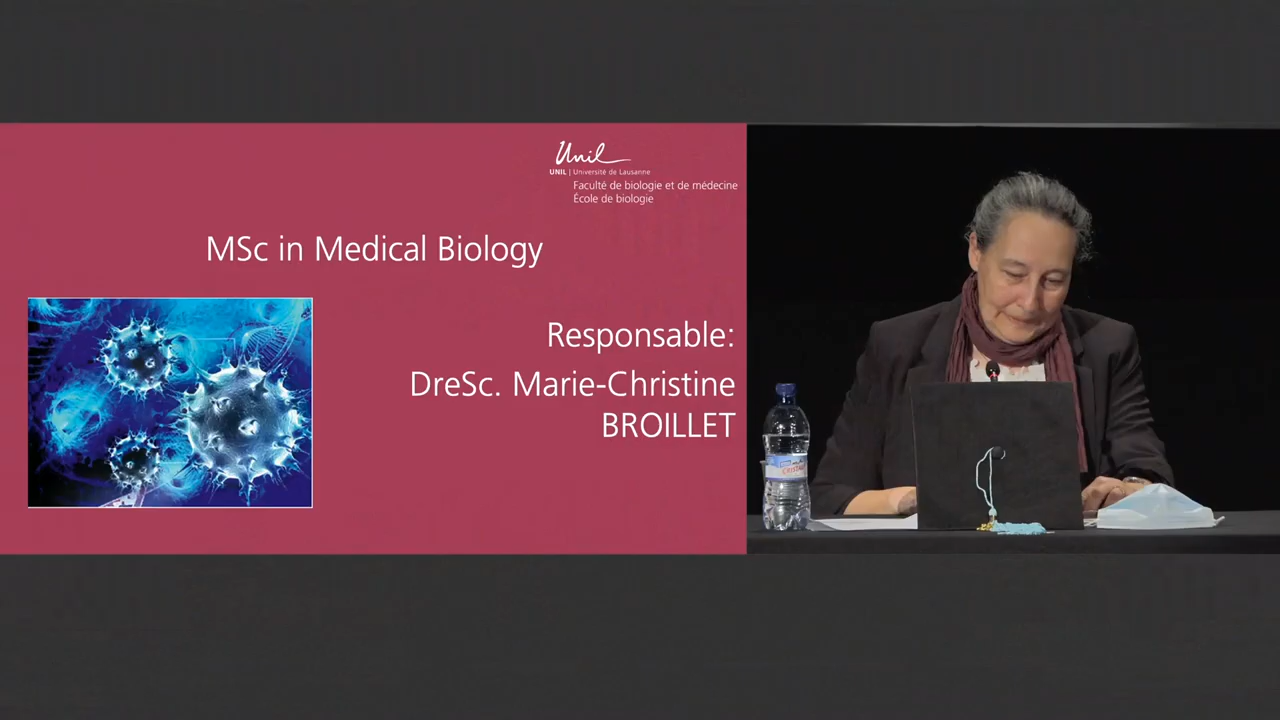 Unil
UNIL | Université de Lausanne
Faculté de biologie et de médecine
École de biologie
MSc in Medical Biology
Responsable:
DreSc. Marie-Christine
BROILLET
CRISTALP